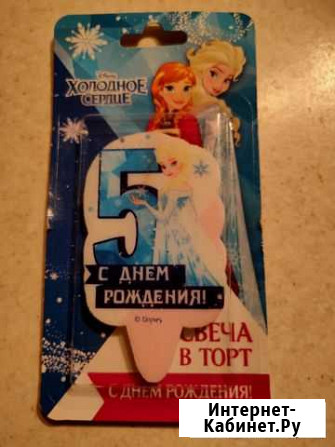 Disney
ХОЛОДНОЕ
СЕРДЦЕ
5
С ДНЕМ
РОЖДЕНИЯ!
© Disney
СВЕЧА
В ТОРТ
С ДНЕМ РОЖДЕНИЯ!
Интернет-
Кабинет.Ру